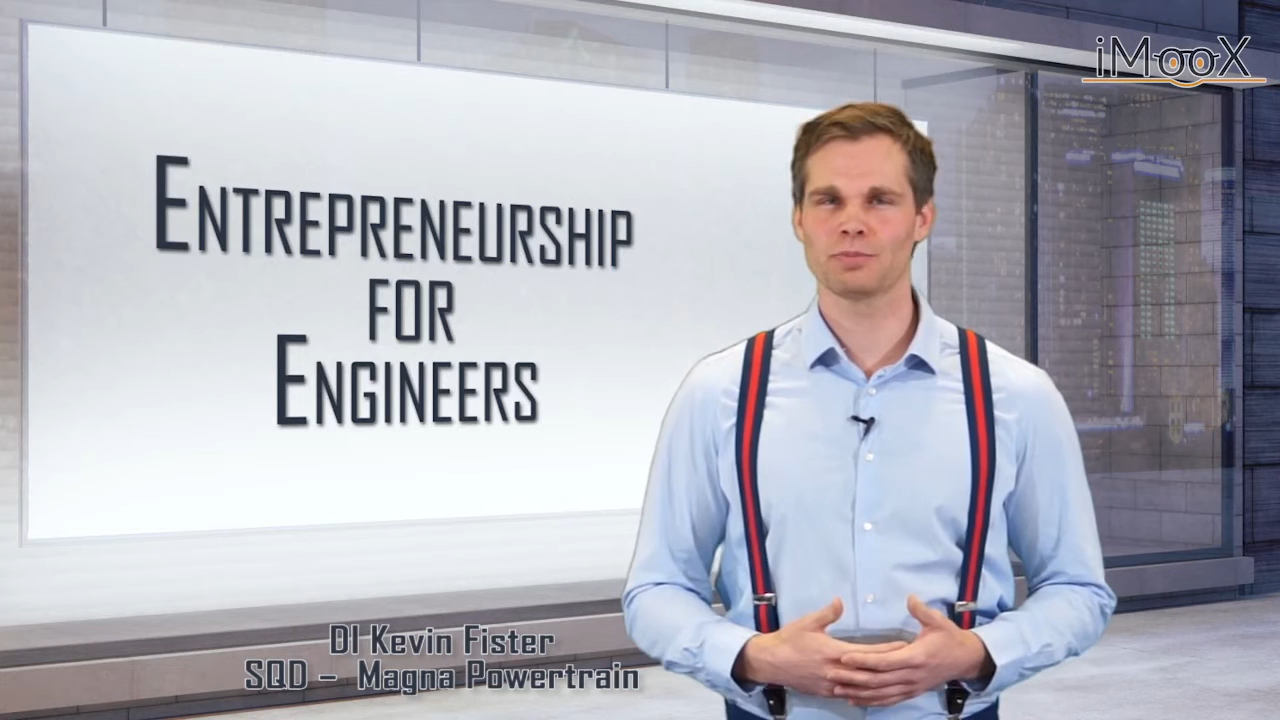 iMooX
ENTREPRENEURSHIP
FOR
ENGINEERS
DI Kevin Fister
SQD – Magna Powertrain